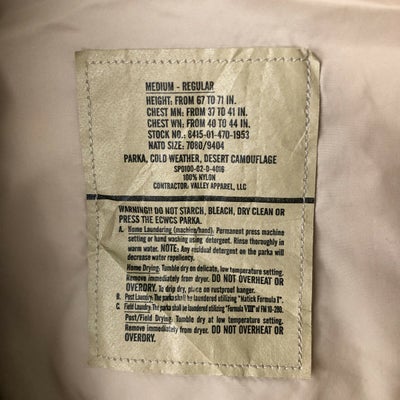 MEDIUM - REGULAR
HEIGHT: FROM 67 TO 71 IN.
CHEST MN: FROM 37 TO 41 IN.
CHEST WN: FROM 40 TO 44 IN.
STOCK NO.: 8415-01-470-1953
NATO SIZE: 7080/9404
PARKA, COLD WEATHER, DESERT CAMOUFLAGE
SPO100-02-D-4016
100% NYLON
CONTRACTOR: VALLEY APPAREL, LLC
WARNING!! DO NOT STARCH, BLEACH, DRY CLEAN OR
PRESS THE ECWCS PARKA.
A. Home Laundering (machine/hand). Permanent press machine
setting or hand washing using detergent. Rinse thoroughly in
warm water. NOTE: Any residual detergent on the parka will
decrease water repellency.
Home Drying: Tumble dry on delicate, low temperature setting.
Remove immediately from dryer. DO NOT OVERHEAT OR
OVERDRY. To drip dry, place on rustproof hanger.
B. Post Laundry: The parka shall be laundered utilizing "Natick Formula I".
C. Field Laundry: The parka shall be laundered utilizing "Formula VIII" of FM 10-280.
Post/Field Drying: Tumble dry at low temperature setting.
Remove immediately from dryer. DO NOT OVERHEAT OR
OVERDRY.